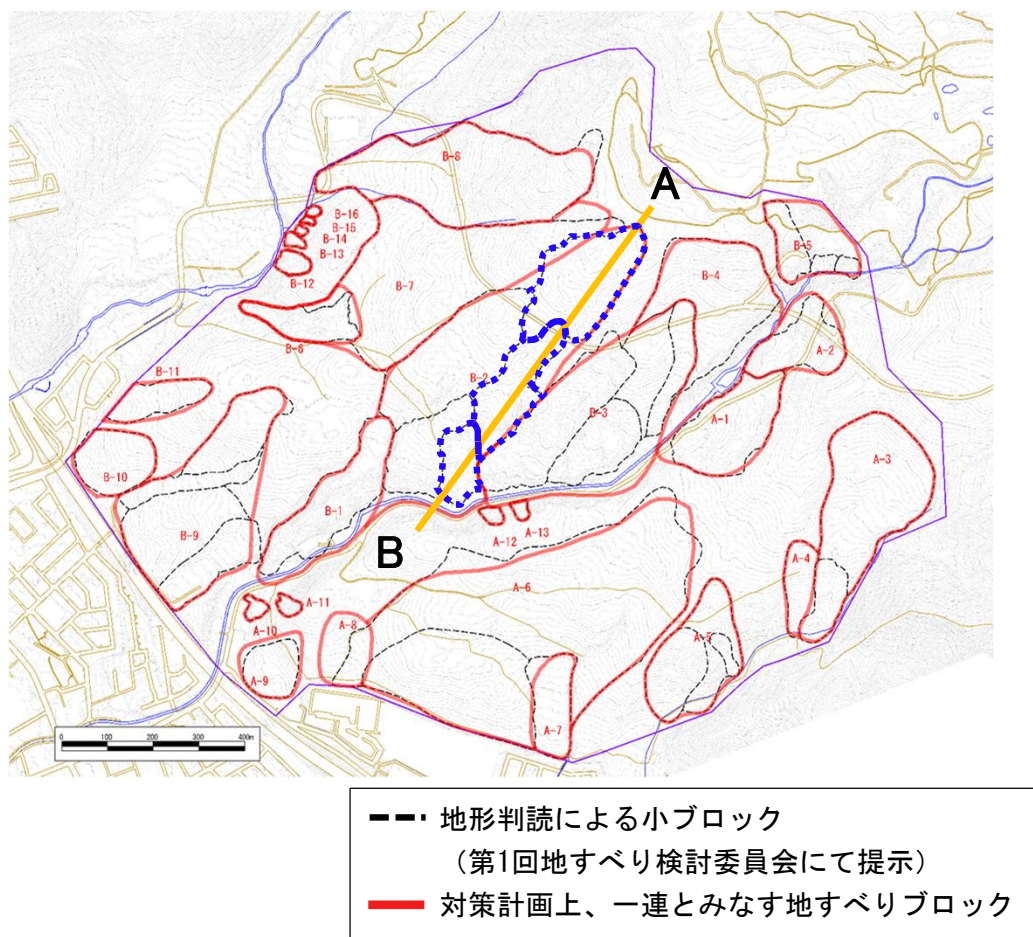 A
B-8
B-16
B-15
B-14
B-13
B-12
B-5
B-4
B-7
A-2
B-6
B-2
B-11
B-3
A-1
A-3
B-10
B-1
B-9
A-12
A-13
B
A-4
A-6
A-11
A-10
A-8
A-5
A-9
A-7
0 100 200 300 400m
地形判読による小ブロック
（第1回地すべり検討委員会にて提示）
対策計画上、一連とみなす地すべりブロック